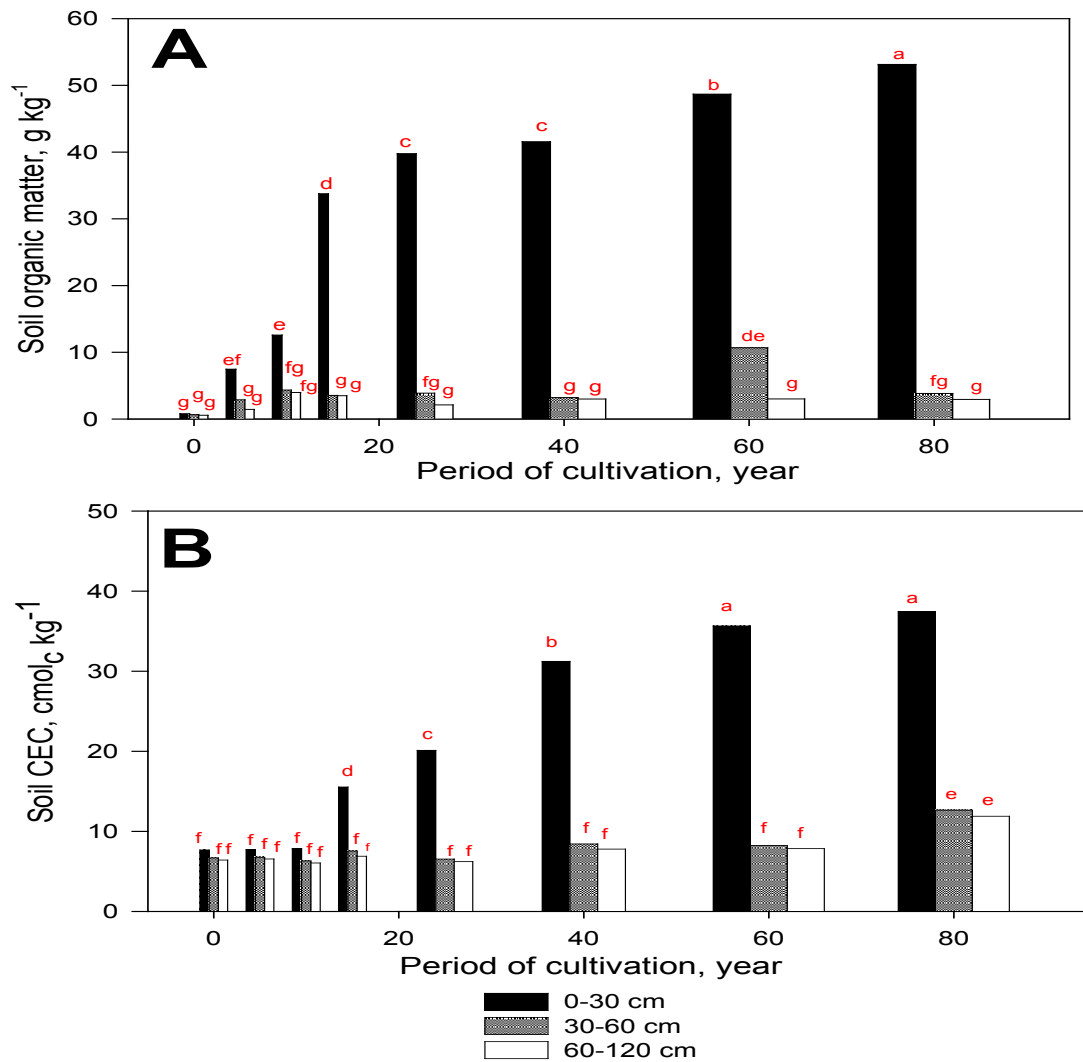 A
60
50
40
30
20
10
0
Soil organic matter, g kg-1
g g g
ef g g
e fg fg
d g g
c fg g
c g g
b de g
a fg g
0 20 40 60 80
Period of cultivation, year
B
50
40
30
20
10
0
Soil CEC, cmolc kg-1
f f f
f f f
f f f
d f f
c f f
b f f
a f f
a e e
0 20 40 60 80
Period of cultivation, year
0-30 cm
30-60 cm
60-120 cm